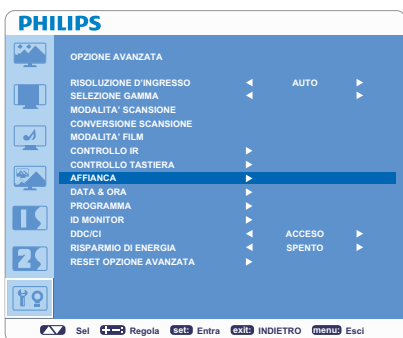 PHILIPS
OPZIONE AVANZATA
RISOLUZIONE D'INGRESSO AUTO
SELEZIONE GAMMA
MODALITA' SCANSIONE
CONVERSIONE SCANSIONE
MODALITA' FILM
CONTROLLO IR
CONTROLLO TASTIERA
AFFIANCA
DATA & ORA
PROGRAMMA
ID MONITOR
DDC/CI ACCESO
RISPARMIO DI ENERGIA SPENTO
RESET OPZIONE AVANZATA
Sel Regola set: Entra exit: INDIETRO menu: Esci